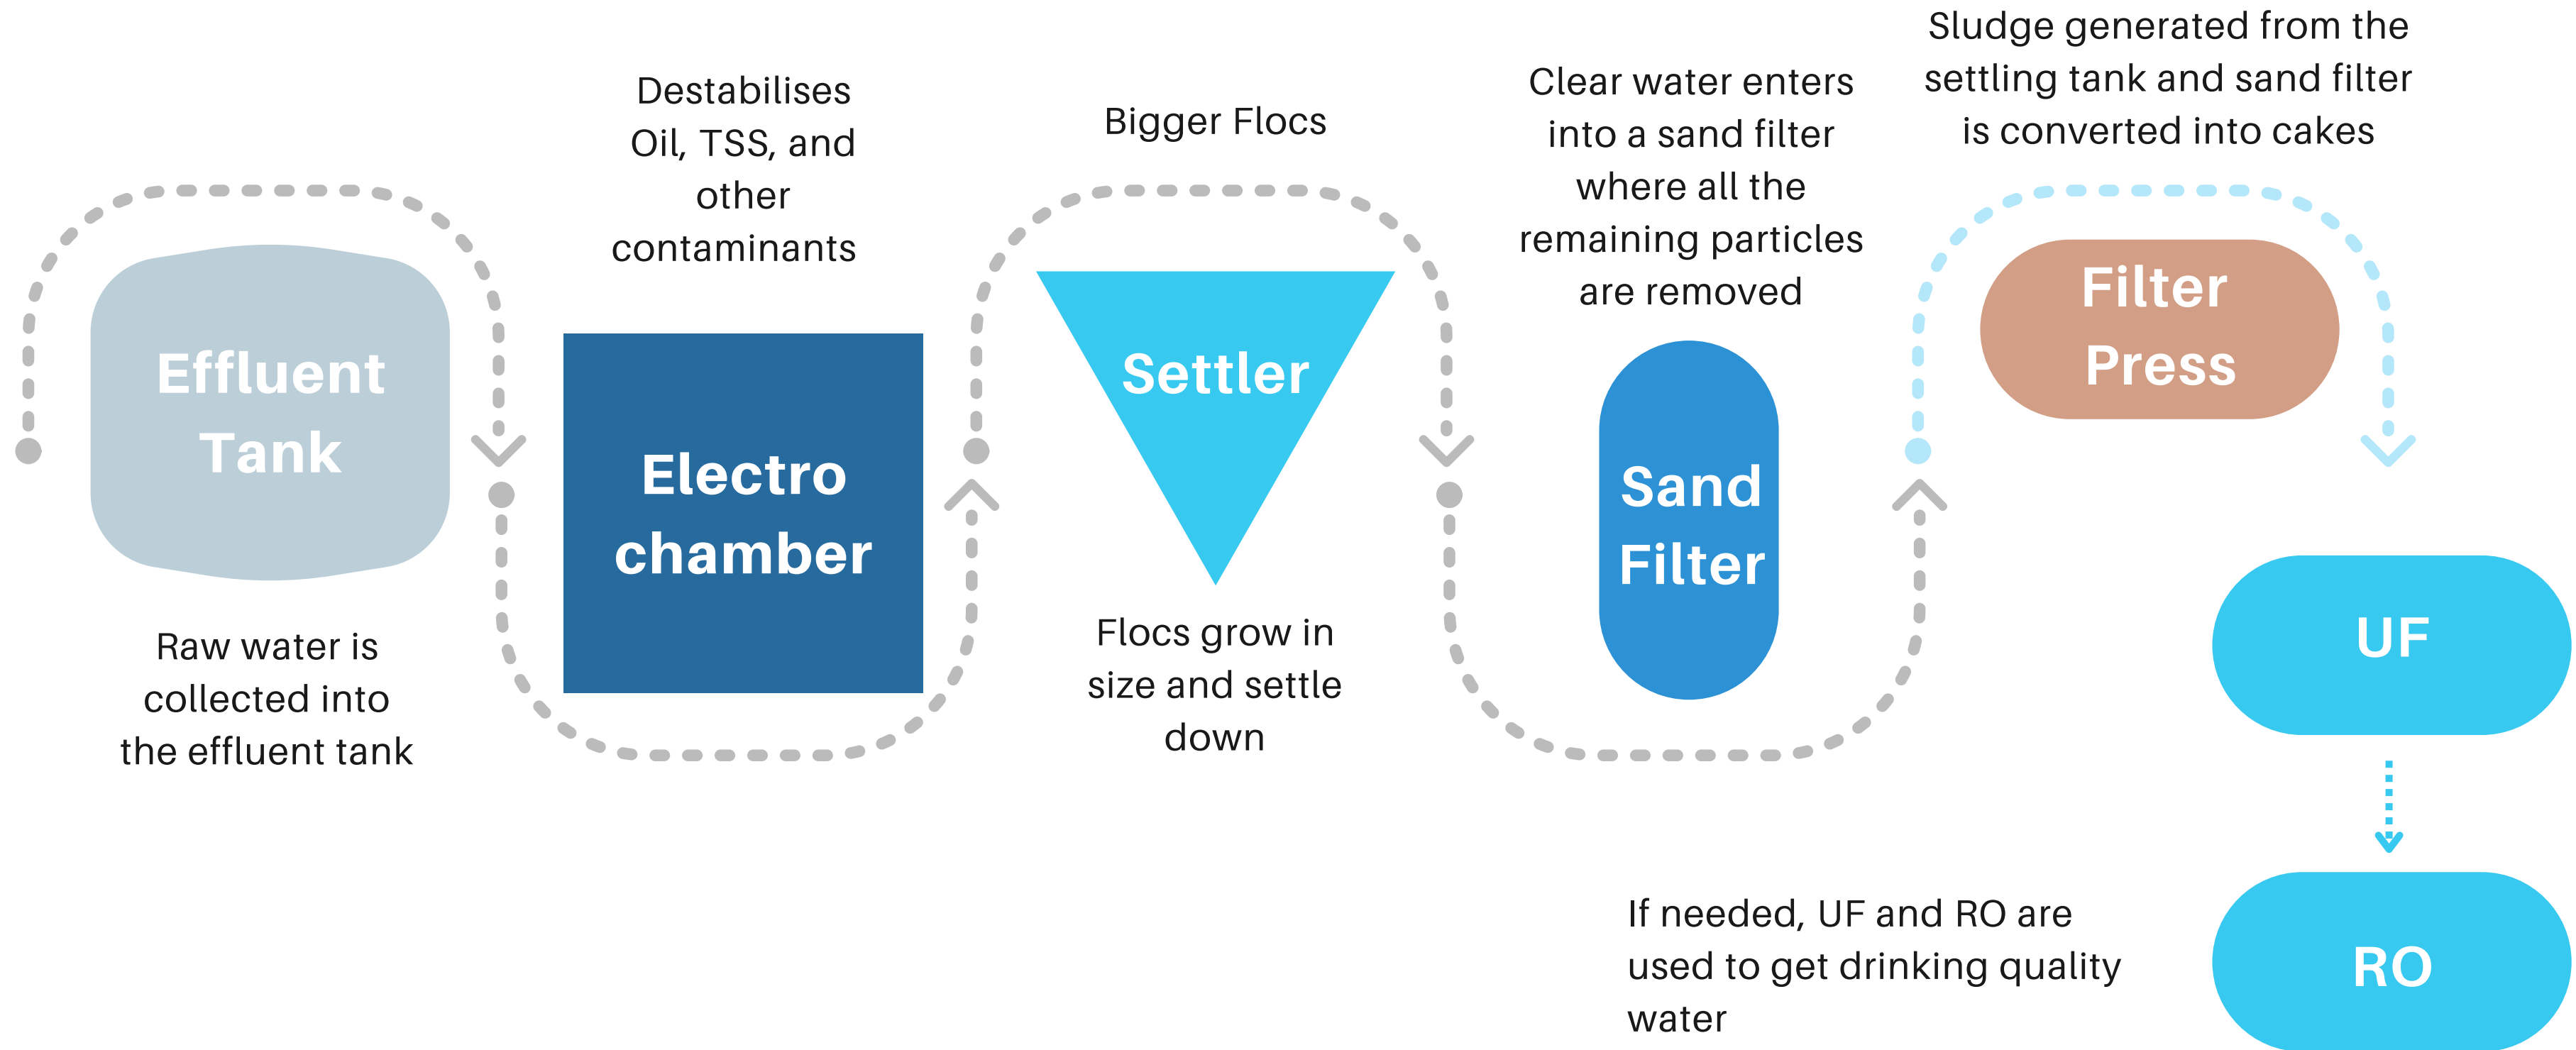 Effluent
Tank
Raw water is
collected into
the effluent tank
Destabilises
Oil, TSS, and
other
contaminants
Electro
chamber
Bigger Flocs
Settler
Flocs grow in
size and settle
down
Clear water enters
into a sand filter
where all the
remaining particles
are removed
Sand
Filter
Sludge generated from the
settling tank and sand filter
is converted into cakes
Filter
Press
UF
RO
If needed, UF and RO are
used to get drinking quality
water